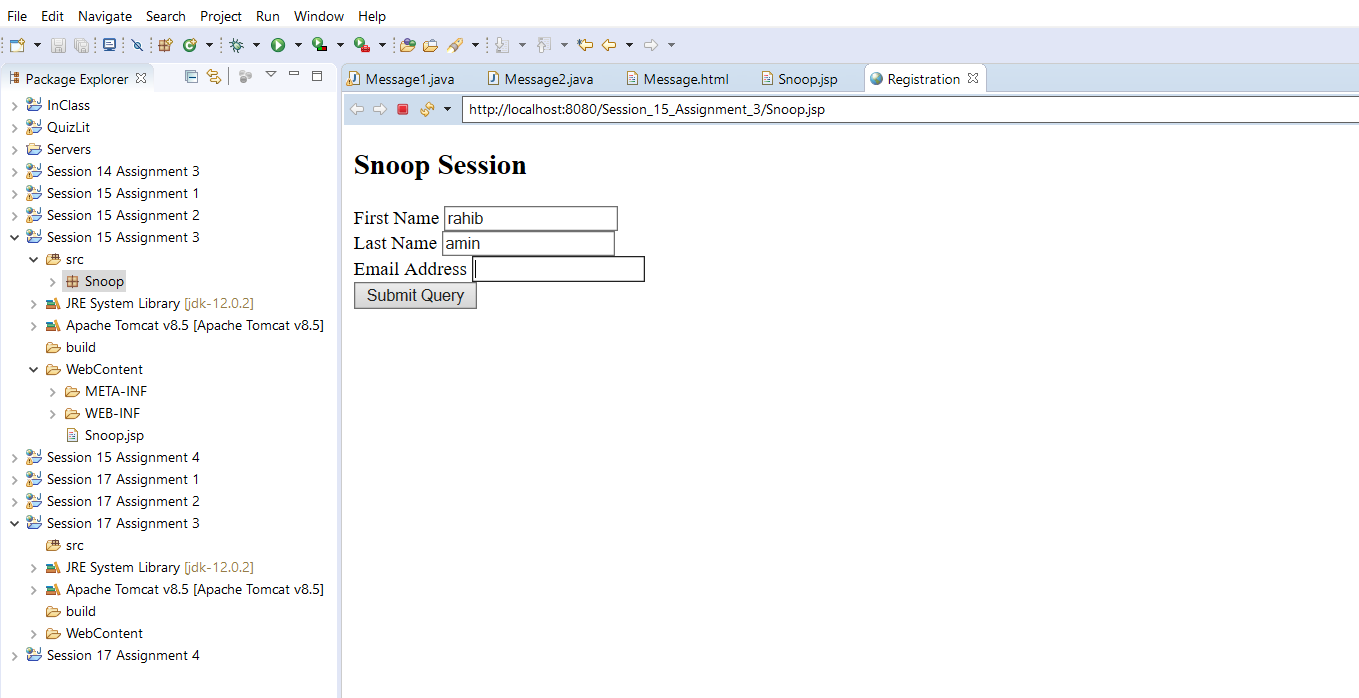 File Edit Navigate Search Project Run Window Help
Package Explorer
InClass
QuizLit
Servers
Session 14 Assignment 3
Session 15 Assignment 1
Session 15 Assignment 2
Session 15 Assignment 3
src
Snoop
JRE System Library [jdk-12.0.2]
Apache Tomcat v8.5 [Apache Tomcat v8.5]
build
WebContent
META-INF
WEB-INF
Snoop.jsp
Session 15 Assignment 4
Session 17 Assignment 1
Session 17 Assignment 2
Session 17 Assignment 3
src
JRE System Library [jdk-12.0.2]
Apache Tomcat v8.5 [Apache Tomcat v8.5]
build
WebContent
Session 17 Assignment 4
Message1.java Message2.java Message.html Snoop.jsp Registration
http://localhost:8080/Session_15_Assignment_3/Snoop.jsp
Snoop Session
First Name rahib
Last Name amin
Email Address
Submit Query